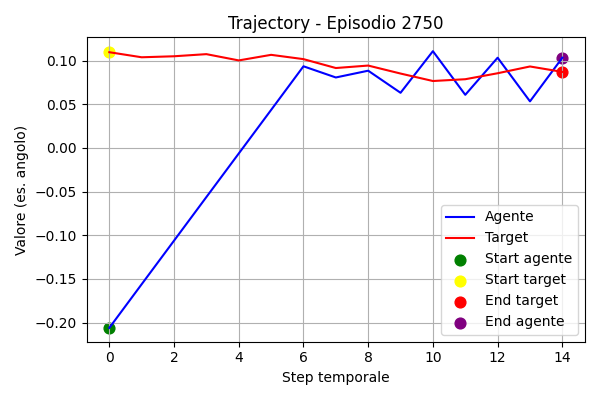 Trajectory - Episodio 2750
Valore (es. angolo)
0.10
0.05
0.00
−0.05
−0.10
−0.15
−0.20
0 2 4 6 8 10 12 14
Step temporale
Agente
Target
Start agente
Start target
End target
End agente